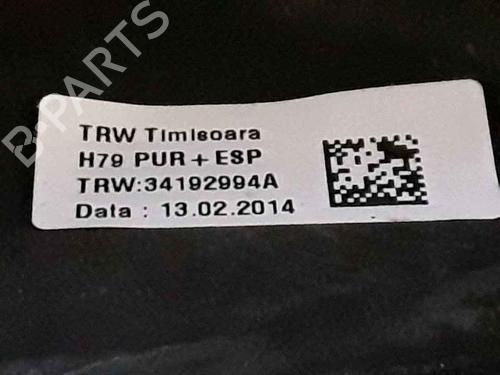 B-PARTS
TRW Timisoara
H79 PUR + ESP
TRW:34192994A
Data : 13.02.2014